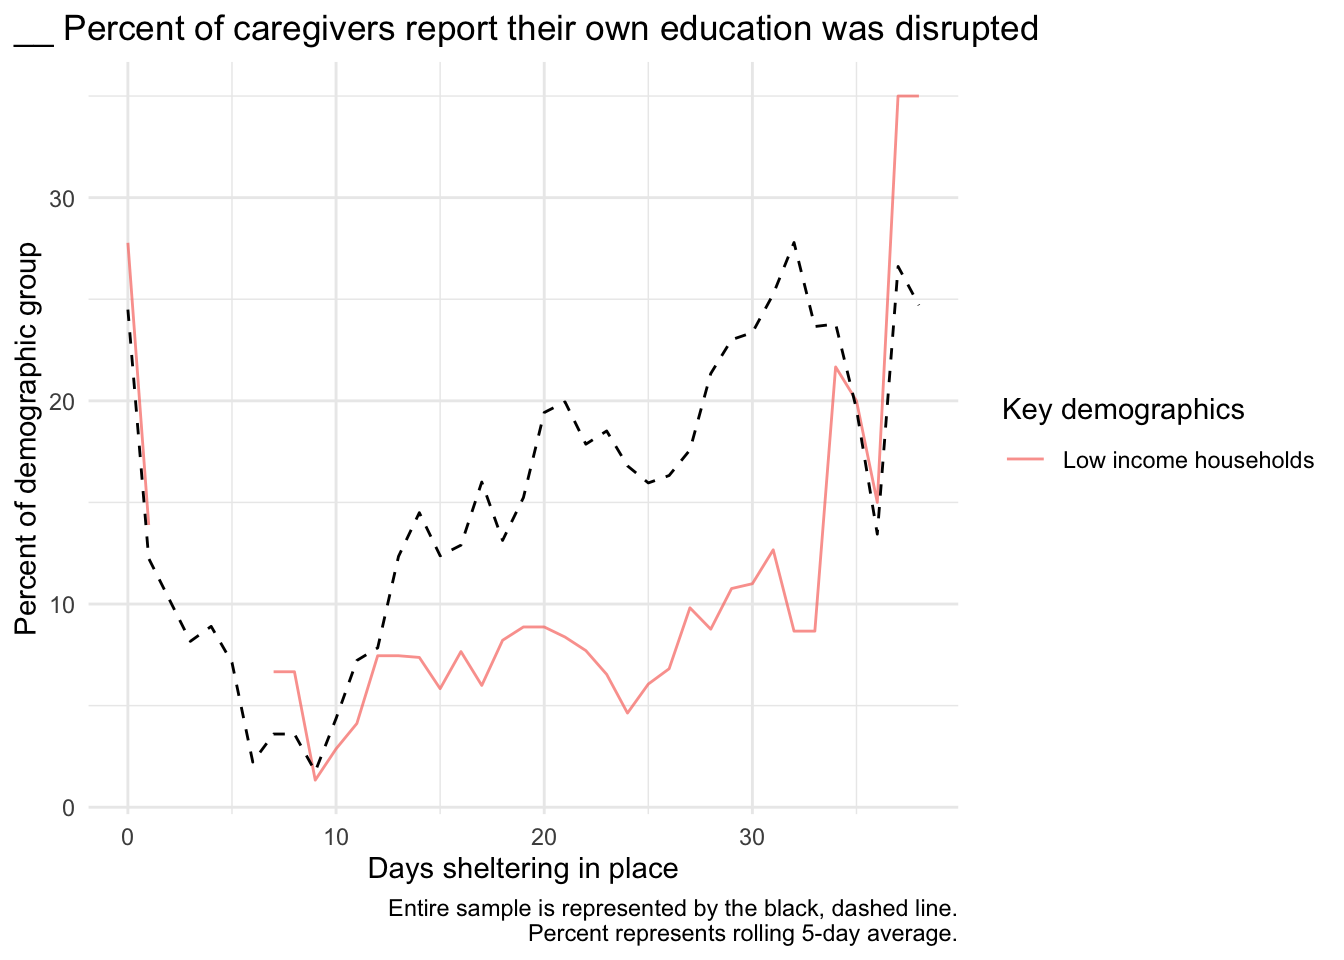 __ Percent of caregivers report their own education was disrupted
Percent of demographic group
30
20
10
0
0 10 20 30
Days sheltering in place
Key demographics
Low income households
Entire sample is represented by the black, dashed line.
Percent represents rolling 5-day average.